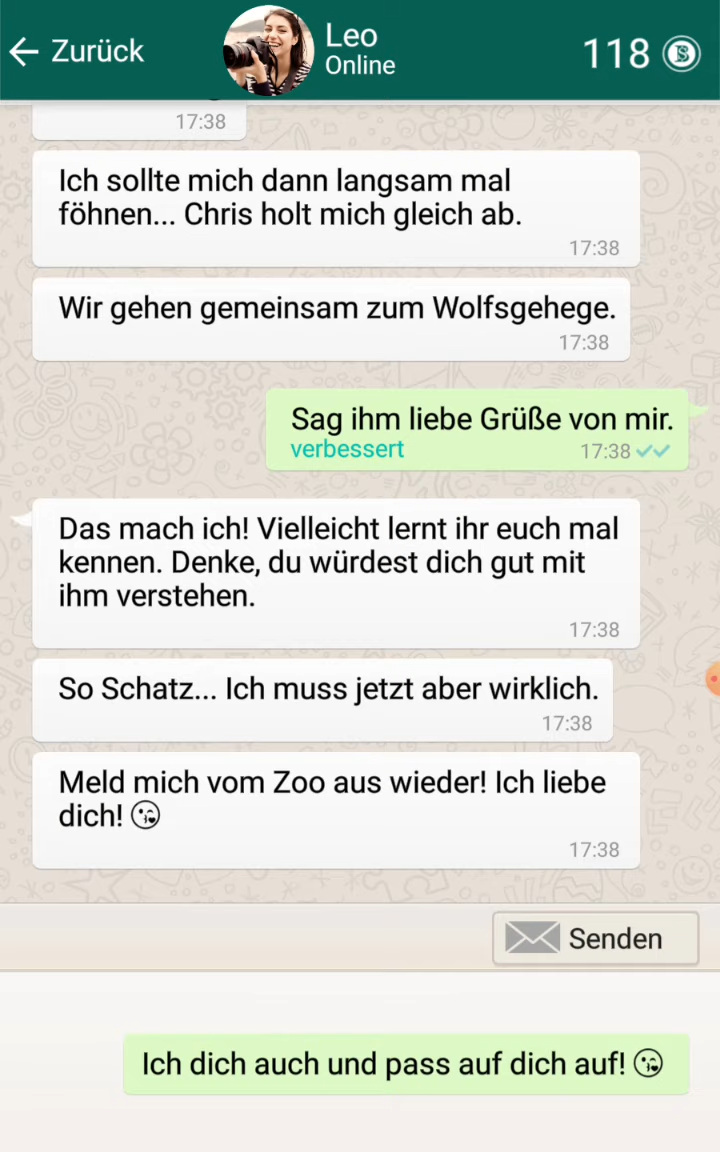 Zurück
Leo
Online
118
17:38
Ich sollte mich dann langsam mal
föhnen... Chris holt mich gleich ab.
17:38
Wir gehen gemeinsam zum Wolfsgehege.
17:38
Sag ihm liebe Grüße von mir.
verbessert 17:38
Das mach ich! Vielleicht lernt ihr euch mal
kennen. Denke, du würdest dich gut mit
ihm verstehen.
17:38
So Schatz... Ich muss jetzt aber wirklich.
17:38
Meld mich vom Zoo aus wieder! Ich liebe
dich! 😘
17:38
Senden
Ich dich auch und pass auf dich auf! 😘